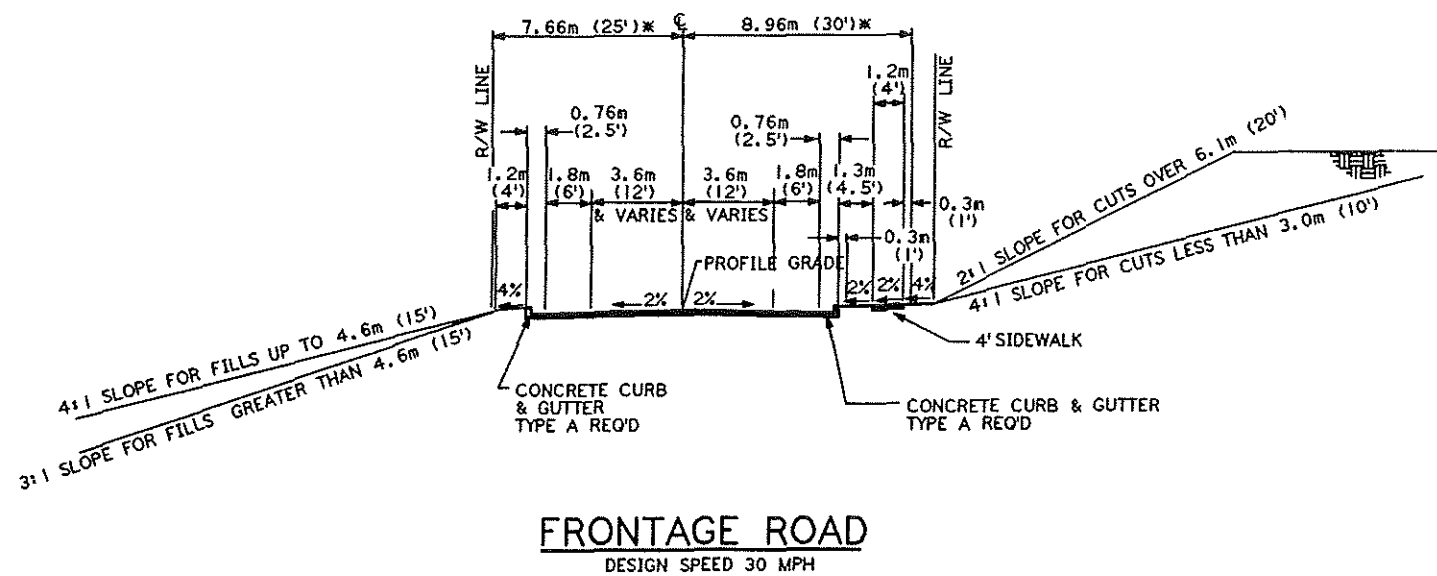 7.66m (25')* ℄ 8.96m (30')*
R/W LINE
R/W LINE
1.2m
(4')
0.76m
(2.5')
0.76m
(2.5')
1.2m
(4')
1.8m
(6')
3.6m
(12')
& VARIES
3.6m
(12')
& VARIES
1.8m
(6')
1.3m
(4.5')
0.3m
(1')
0.3m
(1')
2:1 SLOPE FOR CUTS OVER 6.1m (20')
4:1 SLOPE FOR CUTS LESS THAN 3.0m (10')
PROFILE GRADE
4% 2% 2% 2% 2% 4%
4' SIDEWALK
4:1 SLOPE FOR FILLS UP TO 4.6m (15')
3:1 SLOPE FOR FILLS GREATER THAN 4.6m (15')
CONCRETE CURB
& GUTTER
TYPE A REQ'D
CONCRETE CURB & GUTTER
TYPE A REQ'D
FRONTAGE ROAD
DESIGN SPEED 30 MPH